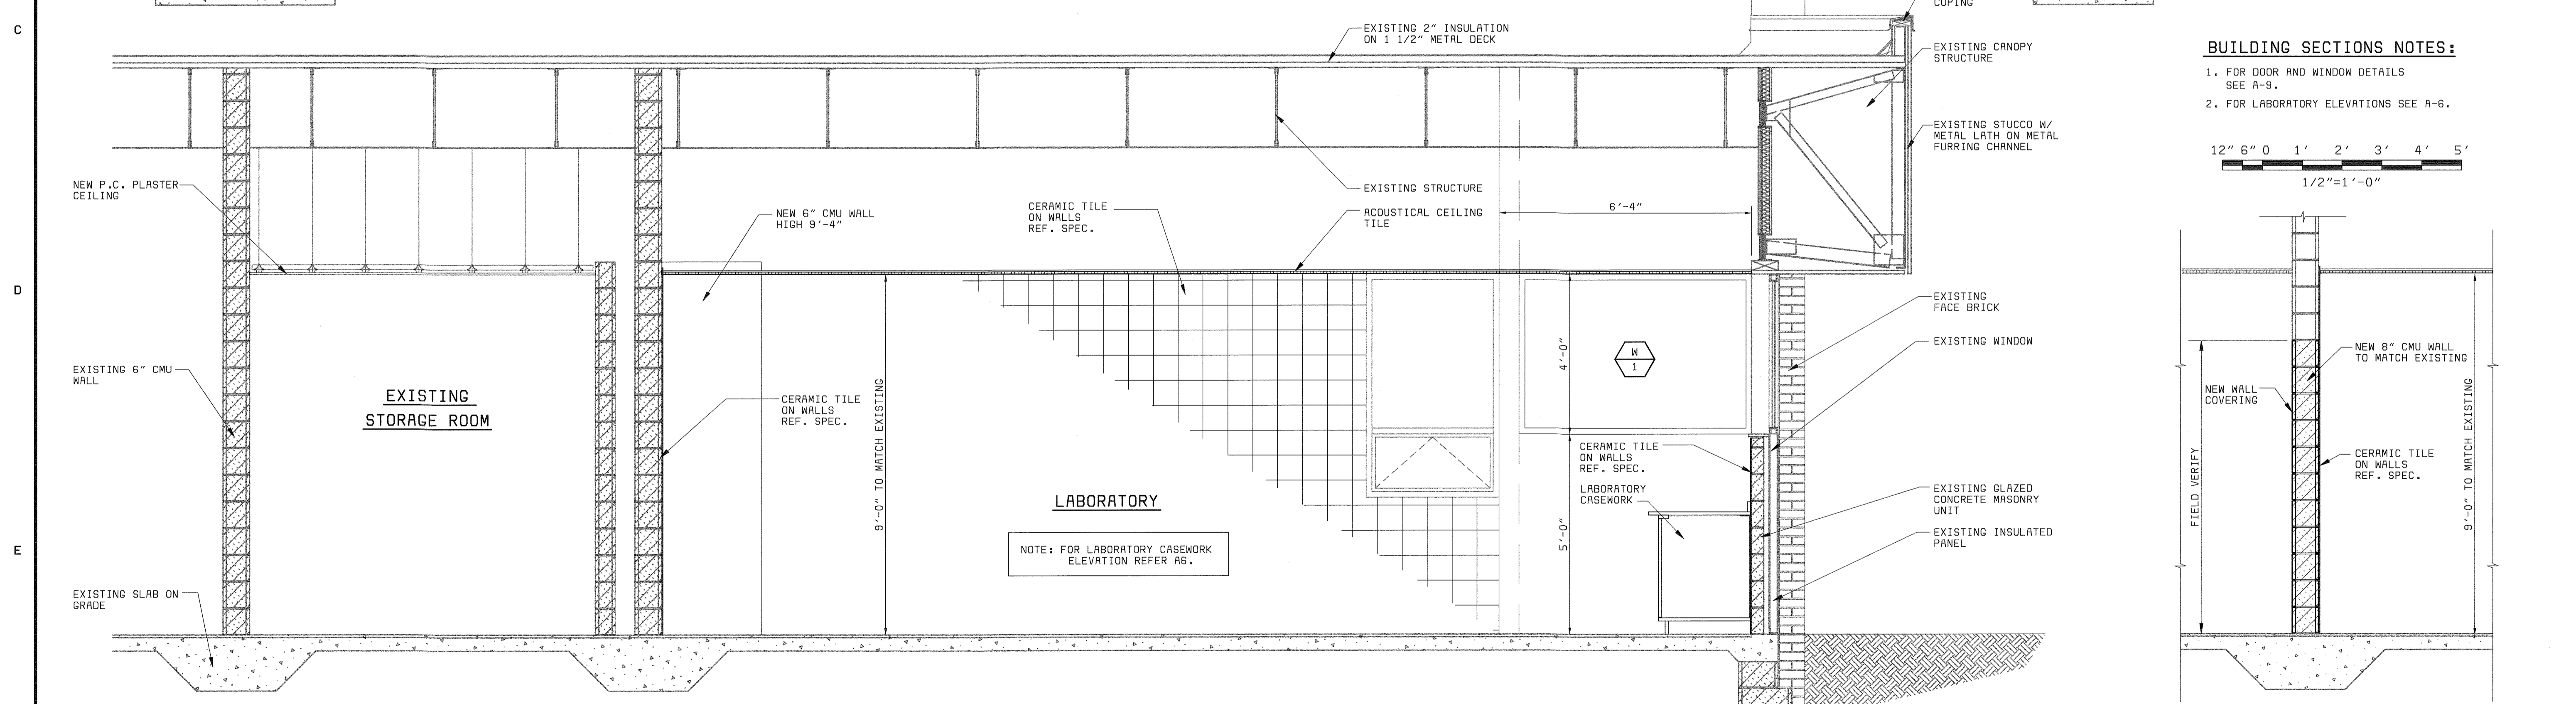 C
EXISTING 2" INSULATION
ON 1 1/2" METAL DECK
COPING
EXISTING CANOPY
STRUCTURE
BUILDING SECTIONS NOTES:
1. FOR DOOR AND WINDOW DETAILS
SEE A-9.
2. FOR LABORATORY ELEVATIONS SEE A-6.
EXISTING STUCCO W/
METAL LATH ON METAL
FURRING CHANNEL
12" 6" 0 1' 2' 3' 4' 5'
1/2"=1'-0"
NEW P.C. PLASTER
CEILING
EXISTING STRUCTURE
CERAMIC TILE
ON WALLS
REF. SPEC.
NEW 6" CMU WALL
HIGH 9'-4"
ACOUSTICAL CEILING
TILE
6'-4"
D
EXISTING
FACE BRICK
EXISTING WINDOW
W
1
4'-0"
NEW 8" CMU WALL
TO MATCH EXISTING
EXISTING 6" CMU
WALL
EXISTING
STORAGE ROOM
CERAMIC TILE
ON WALLS
REF. SPEC.
9'-0" TO MATCH EXISTING
NEW WALL
COVERING
FIELD VERIFY
CERAMIC TILE
ON WALLS
REF. SPEC.
9'-0" TO MATCH EXISTING
CERAMIC TILE
ON WALLS
REF. SPEC.
LABORATORY
CASEWORK
5'-0"
EXISTING GLAZED
CONCRETE MASONRY
UNIT
EXISTING INSULATED
PANEL
LABORATORY
NOTE: FOR LABORATORY CASEWORK
ELEVATION REFER A6.
E
EXISTING SLAB ON
GRADE